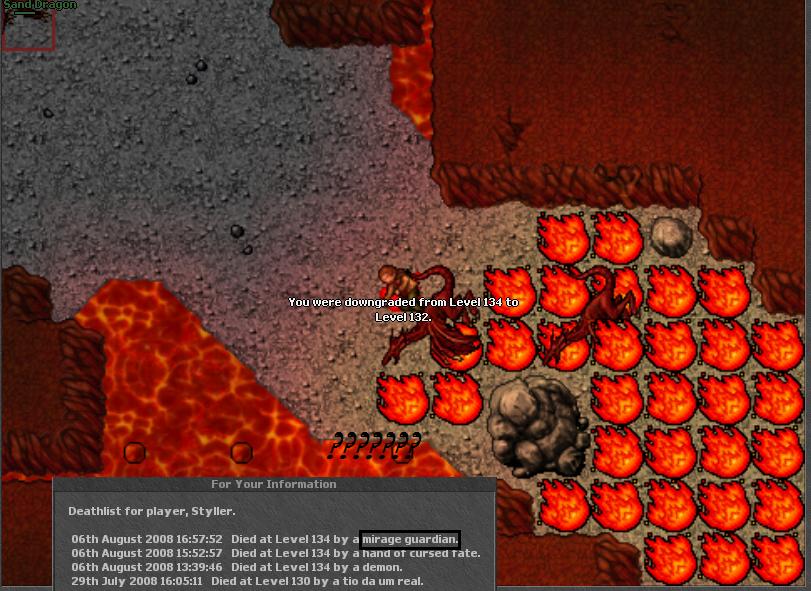 Sand Dragon
You were downgraded from Level 134 to
Level 132.
???????
For Your Information
Deathlist for player, Styller.
06th August 2008 16:57:52 Died at Level 134 by a mirage guardian.
06th August 2008 15:52:57 Died at Level 134 by a hand of cursed fate.
06th August 2008 13:39:46 Died at Level 134 by a demon.
29th July 2008 16:05:11 Died at Level 130 by a tio da um real.